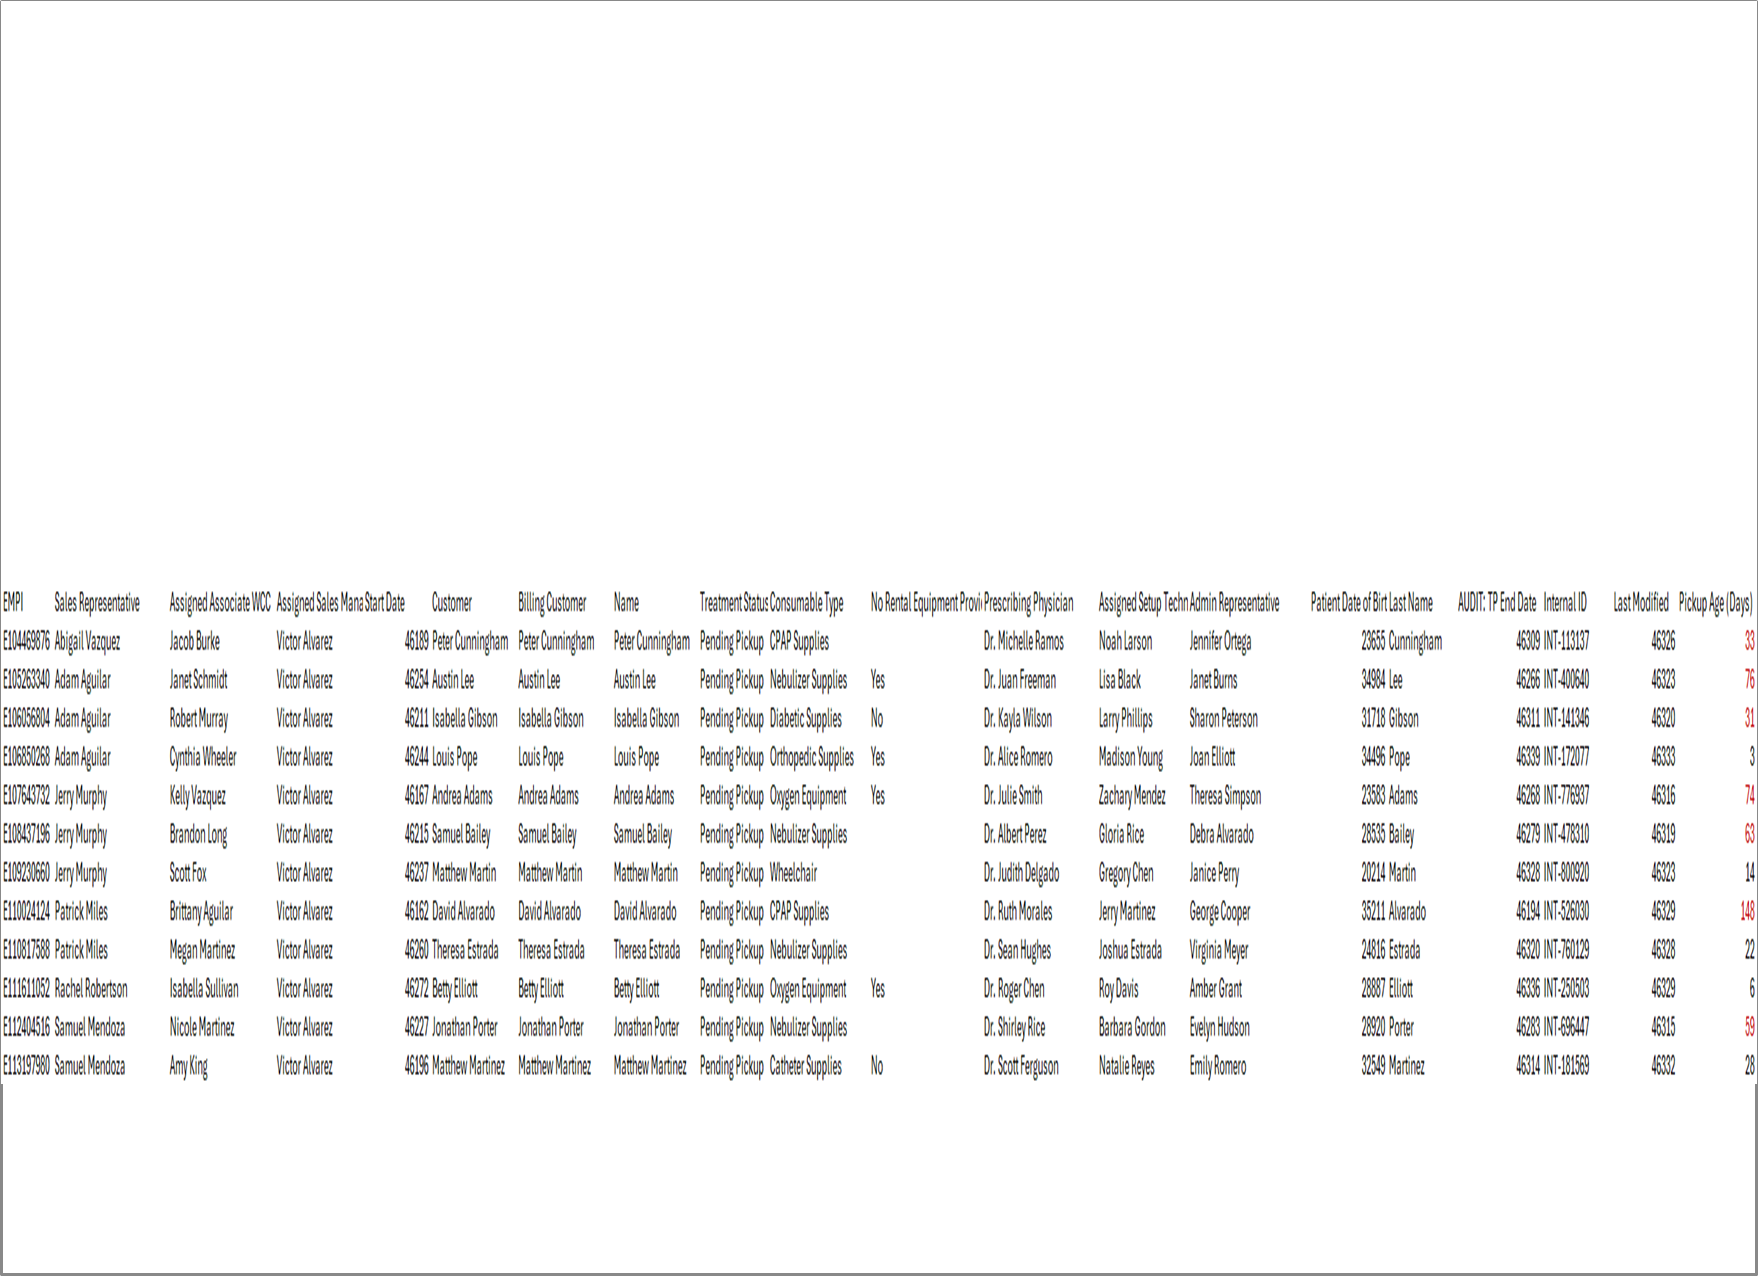 EMPI Sales Representative Assigned Associate WCC Assigned Sales Mana Start Date Customer Billing Customer Name Treatment Status Consumable Type No Rental Equipment Provi Prescribing Physician Assigned Setup Techn Admin Representative Patient Date of Birt Last Name AUDIT: TP End Date Internal ID Last Modified Pickup Age (Days)
E104469876 Abigail Vazquez Jacob Burke Victor Alvarez 46189 Peter Cunningham Peter Cunningham Peter Cunningham Pending Pickup CPAP Supplies Dr. Michelle Ramos Noah Larson Jennifer Ortega 23655 Cunningham 46309 INT-113137 46326 33
E105263340 Adam Aguilar Janet Schmidt Victor Alvarez 46254 Austin Lee Austin Lee Austin Lee Pending Pickup Nebulizer Supplies Yes Dr. Juan Freeman Lisa Black Janet Burns 34984 Lee 46266 INT-400640 46323 76
E106056804 Adam Aguilar Robert Murray Victor Alvarez 46211 Isabella Gibson Isabella Gibson Isabella Gibson Pending Pickup Diabetic Supplies No Dr. Kayla Wilson Larry Phillips Sharon Peterson 31718 Gibson 46311 INT-141346 46320 31
E106850268 Adam Aguilar Cynthia Wheeler Victor Alvarez 46244 Louis Pope Louis Pope Louis Pope Pending Pickup Orthopedic Supplies Yes Dr. Alice Romero Madison Young Joan Elliott 34496 Pope 46339 INT-172077 46333 3
E107643732 Jerry Murphy Kelly Vazquez Victor Alvarez 46167 Andrea Adams Andrea Adams Andrea Adams Pending Pickup Oxygen Equipment Yes Dr. Julie Smith Zachary Mendez Theresa Simpson 23583 Adams 46268 INT-776937 46316 74
E108437196 Jerry Murphy Brandon Long Victor Alvarez 46215 Samuel Bailey Samuel Bailey Samuel Bailey Pending Pickup Nebulizer Supplies Dr. Albert Perez Gloria Rice Debra Alvarado 28535 Bailey 46279 INT-478310 46319 63
E109230660 Jerry Murphy Scott Fox Victor Alvarez 46237 Matthew Martin Matthew Martin Matthew Martin Pending Pickup Wheelchair Dr. Judith Delgado Gregory Chen Janice Perry 20214 Martin 46328 INT-800920 46323 14
E110024124 Patrick Miles Brittany Aguilar Victor Alvarez 46162 David Alvarado David Alvarado David Alvarado Pending Pickup CPAP Supplies Dr. Ruth Morales Jerry Martinez George Cooper 35211 Alvarado 46194 INT-526030 46329 148
E110817588 Patrick Miles Megan Martinez Victor Alvarez 46260 Theresa Estrada Theresa Estrada Theresa Estrada Pending Pickup Nebulizer Supplies Dr. Sean Hughes Joshua Estrada Virginia Meyer 24816 Estrada 46320 INT-760129 46328 22
E111611052 Rachel Robertson Isabella Sullivan Victor Alvarez 46272 Betty Elliott Betty Elliott Betty Elliott Pending Pickup Oxygen Equipment Yes Dr. Roger Chen Roy Davis Amber Grant 28887 Elliott 46336 INT-250503 46329 6
E112404516 Samuel Mendoza Nicole Martinez Victor Alvarez 46227 Jonathan Porter Jonathan Porter Jonathan Porter Pending Pickup Nebulizer Supplies Dr. Shirley Rice Barbara Gordon Evelyn Hudson 28920 Porter 46283 INT-696447 46315 59
E113197980 Samuel Mendoza Amy King Victor Alvarez 46196 Matthew Martinez Matthew Martinez Matthew Martinez Pending Pickup Catheter Supplies No Dr. Scott Ferguson Natalie Reyes Emily Romero 32549 Martinez 46314 INT-181569 46332 28